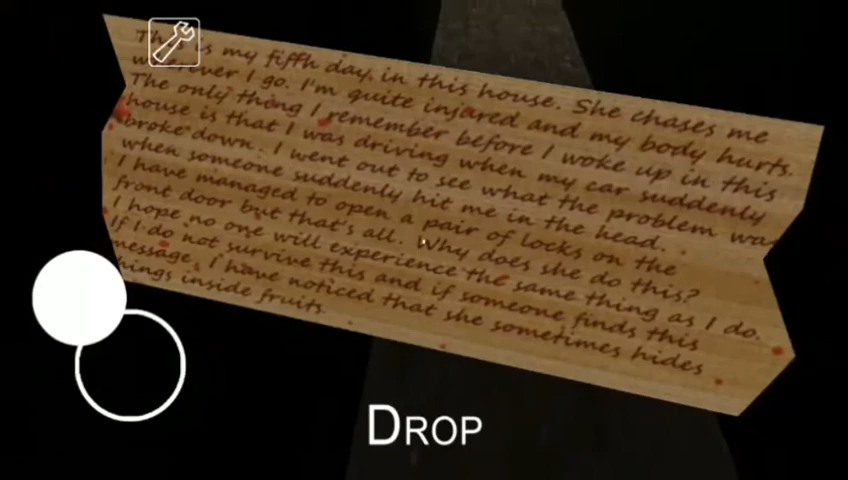 This is my fifth day in this house. She chases me
wherever I go. I'm quite injured and my body hurts.
The only thing I remember before I woke up in this
house is that I was driving when my car suddenly
broke down. I went out to see what the problem was
when someone suddenly hit me in the head.
I have managed to open a pair of locks on the
front door but that's all. Why does she do this?
I hope no one will experience the same thing as I do.
If I do not survive this and if someone finds this
message, I have noticed that she sometimes hides
things inside fruits.
DROP